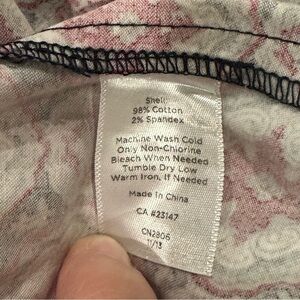 Shell:
98% Cotton
2% Spandex
Machine Wash Cold
Only Non-Chlorine
Bleach When Needed
Tumble Dry Low
Warm Iron, If Needed
Made in China
CA #23147
CN2806
11/13